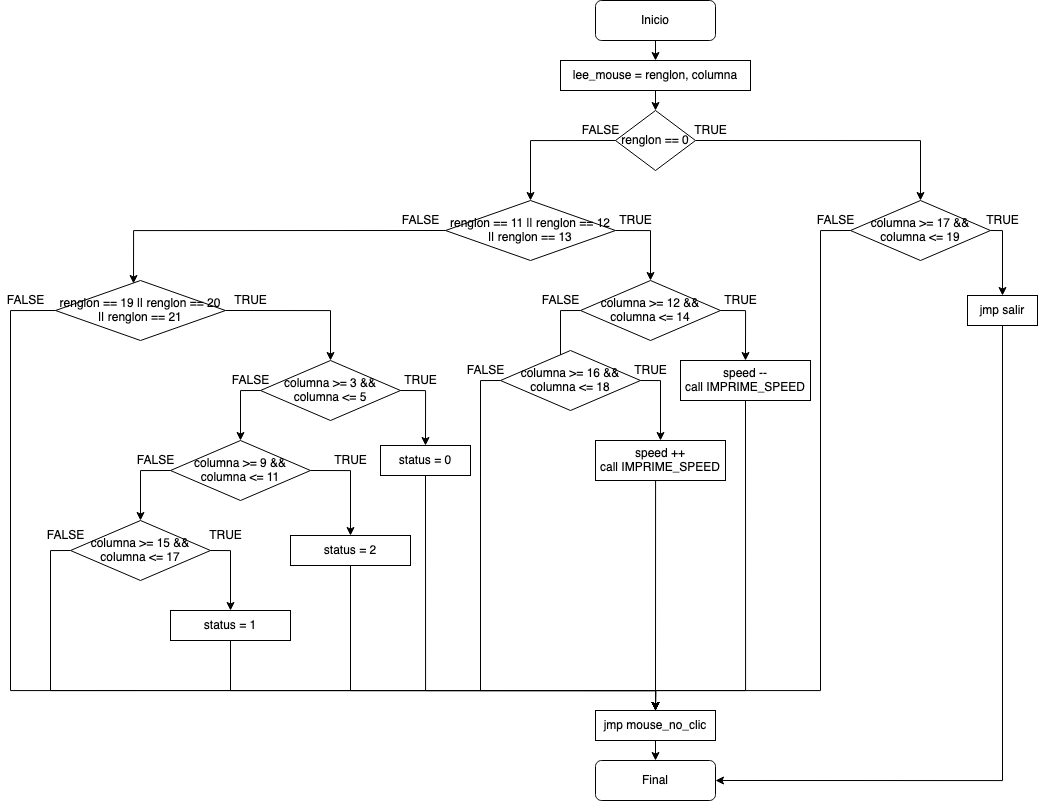 Inicio
lee_mouse = renglon, columna
FALSE
TRUE
renglon == 0
FALSE
renglon == 11 || renglon == 12
|| renglon == 13
TRUE
FALSE
columna >= 17 &&
columna <= 19
TRUE
FALSE
renglon == 19 || renglon == 20
|| renglon == 21
TRUE
FALSE
columna >= 12 &&
columna <= 14
TRUE
jmp salir
FALSE
columna >= 3 &&
columna <= 5
TRUE
FALSE
columna >= 16 &&
columna <= 18
TRUE
speed --
call IMPRIME_SPEED
FALSE
columna >= 9 &&
columna <= 11
TRUE
status = 0
speed ++
call IMPRIME_SPEED
FALSE
columna >= 15 &&
columna <= 17
TRUE
status = 2
status = 1
jmp mouse_no_clic
Final